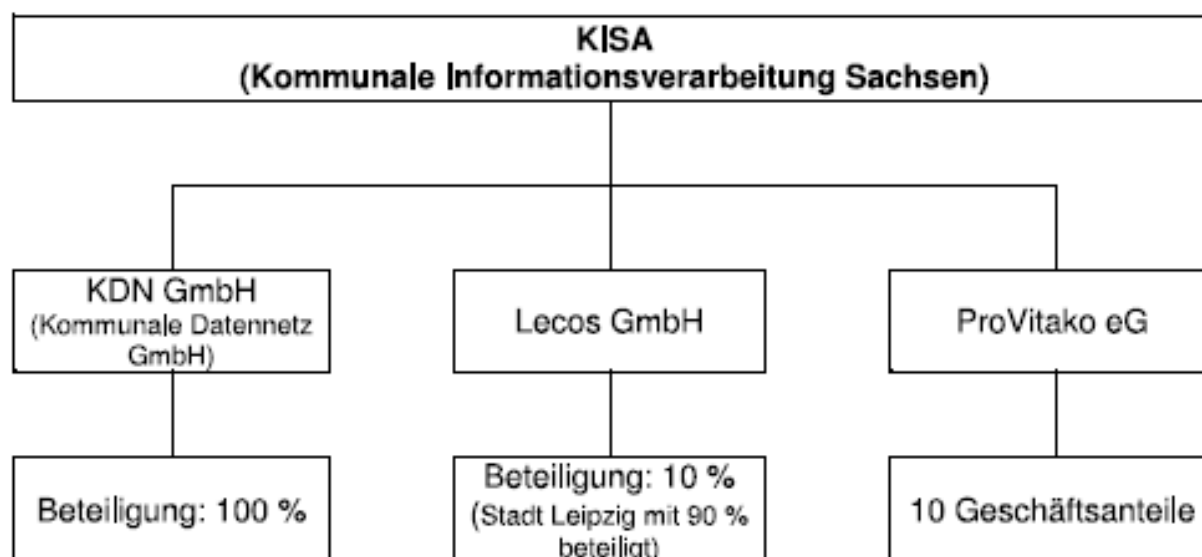 KISA
(Kommunale Informationsverarbeitung Sachsen)
KDN GmbH
(Kommunale Datennetz
GmbH)
Lecos GmbH
ProVitako eG
Beteiligung: 100 %
Beteiligung: 10 %
(Stadt Leipzig mit 90 %
beteiligt)
10 Geschäftsanteile